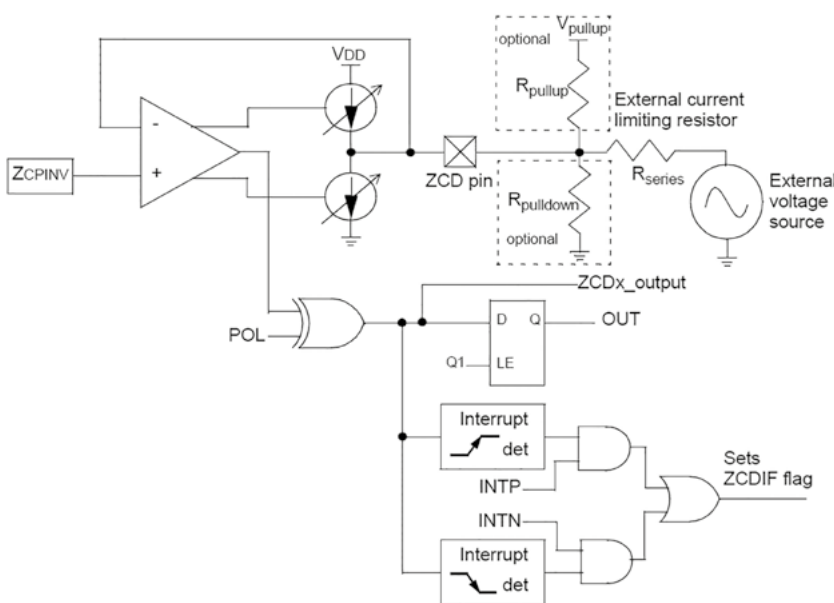 optional
Vpullup
VDD
Rpullup
External current
limiting resistor
-
+
ZCPINV
ZCD pin
Rseries
Rpulldown
External
voltage
source
optional
ZCDx_output
POL
D
Q
OUT
Q1
LE
Interrupt
det
INTP
Sets
ZCDIF flag
INTN
Interrupt
det